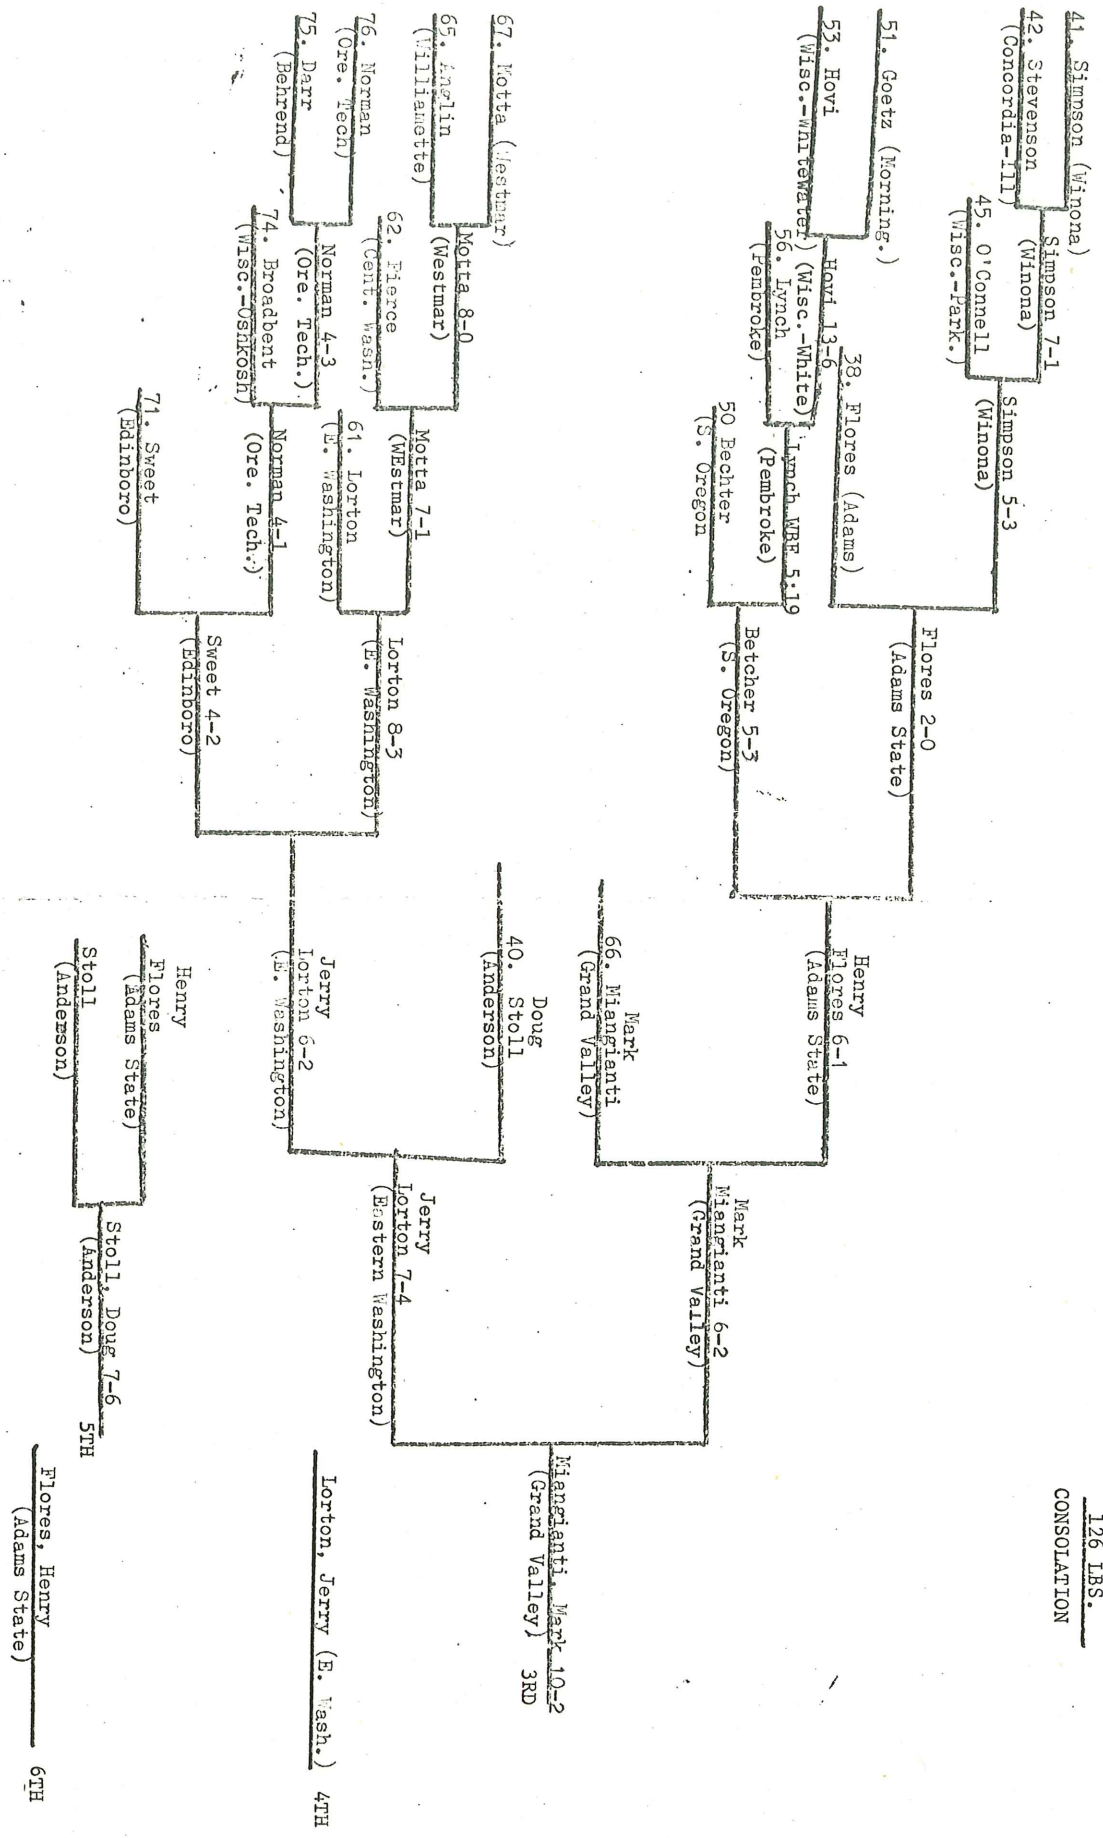 126 LBS.
CONSOLATION
41. Simpson (Winona)
42. Stevenson
(Concordia-Ill)
Simpson 7-1
(Winona)
45. O'Connell
(Wisc.-Park.)
Simpson 5-3
(Winona)
38. Flores (Adams)
51. Goetz (Morning.)
53. Hovi
(Wisc.-Whitewater)
Hovi 13-6
(Wisc.-White)
56. Lynch
(Pembroke)
Lynch WBF 5:19
(Pembroke)
50 Bechter
(S. Oregon
Flores 2-0
(Adams State)
Betcher 5-3
(S. Oregon)
Henry
Flores 6-1
(Adams State)
Mark
66. Miangianti
(Grand Valley)
Mark
Miangianti 6-2
(Grand Valley)
67. Motta (Westmar)
65. Anglin
(Williamette)
Motta 8-0
(Westmar)
62. Pierce
(Cent. Wash.)
Motta 7-1
(WEstmar)
61. Lorton
(E. Washington)
76. Norman
(Ore. Tech)
75. Darr
(Behrend)
Norman 4-3
(Ore. Tech.)
74. Broadbent
(Wisc.-Oshkosh)
Norman 4-1
(Ore. Tech.)
71. Sweet
(Edinboro)
Lorton 8-3
(E. Washington)
Sweet 4-2
(Edinboro)
Doug
40. Stoll
(Anderson)
Jerry
Lorton 6-2
(E. Washington)
Jerry
Lorton 7-4
(Eastern Washington)
Miangianti, Mark 10-2
(Grand Valley) 3RD
Lorton, Jerry (E. Wash.) 4TH
Henry
Flores
(Adams State)
Stoll
(Anderson)
Stoll, Doug 7-6
(Anderson) 5TH
Flores, Henry
(Adams State) 6TH